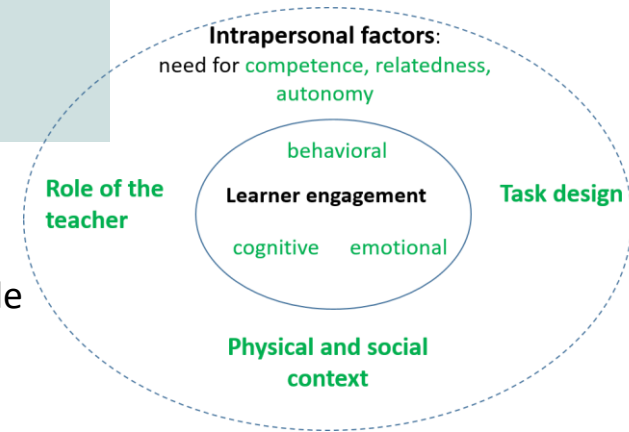 Intrapersonal factors:
need for competence, relatedness,
autonomy
behavioral
Role of the
teacher
Learner engagement
Task design
cognitive emotional
Physical and social
context